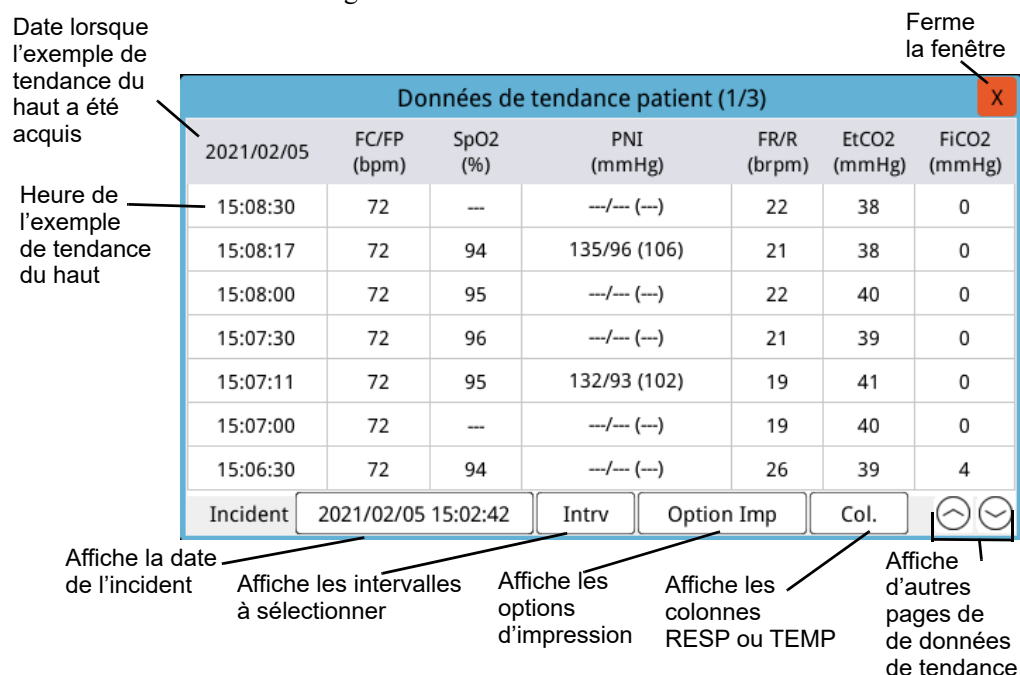 Date lorsque
l'exemple de
tendance du
haut a été
acquis
Ferme
la fenêtre
Données de tendance patient (1/3)
X
2021/02/05 FC/FP (bpm) SpO2 (%) PNI (mmHg) FR/R (brpm) EtCO2 (mmHg) FiCO2 (mmHg)
Heure de
l'exemple
de tendance
du haut
15:08:30 72 --- ---/--- (---) 22 38 0
15:08:17 72 94 135/96 (106) 21 38 0
15:08:00 72 95 ---/--- (---) 22 40 0
15:07:30 72 96 ---/--- (---) 21 39 0
15:07:11 72 95 132/93 (102) 19 41 0
15:07:00 72 --- ---/--- (---) 19 40 0
15:06:30 72 94 ---/--- (---) 26 39 4
Incident 2021/02/05 15:02:42 Intrv Option Imp Col.
Affiche la date
de l'incident
Affiche les intervalles
à sélectionner
Affiche les
options
d'impression
Affiche les
colonnes
RESP ou TEMP
Affiche
d'autres
pages de
de données
de tendance